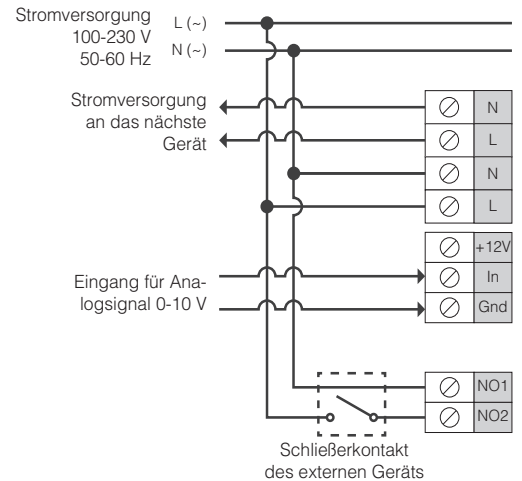 Stromversorgung
100-230 V
50-60 Hz
L (~)
N (~)
Stromversorgung
an das nächste
Gerät
N
L
N
L
+12V
Eingang für Ana-
logsignal 0-10 V
In
Gnd
NO1
NO2
Schließerkontakt
des externen Geräts